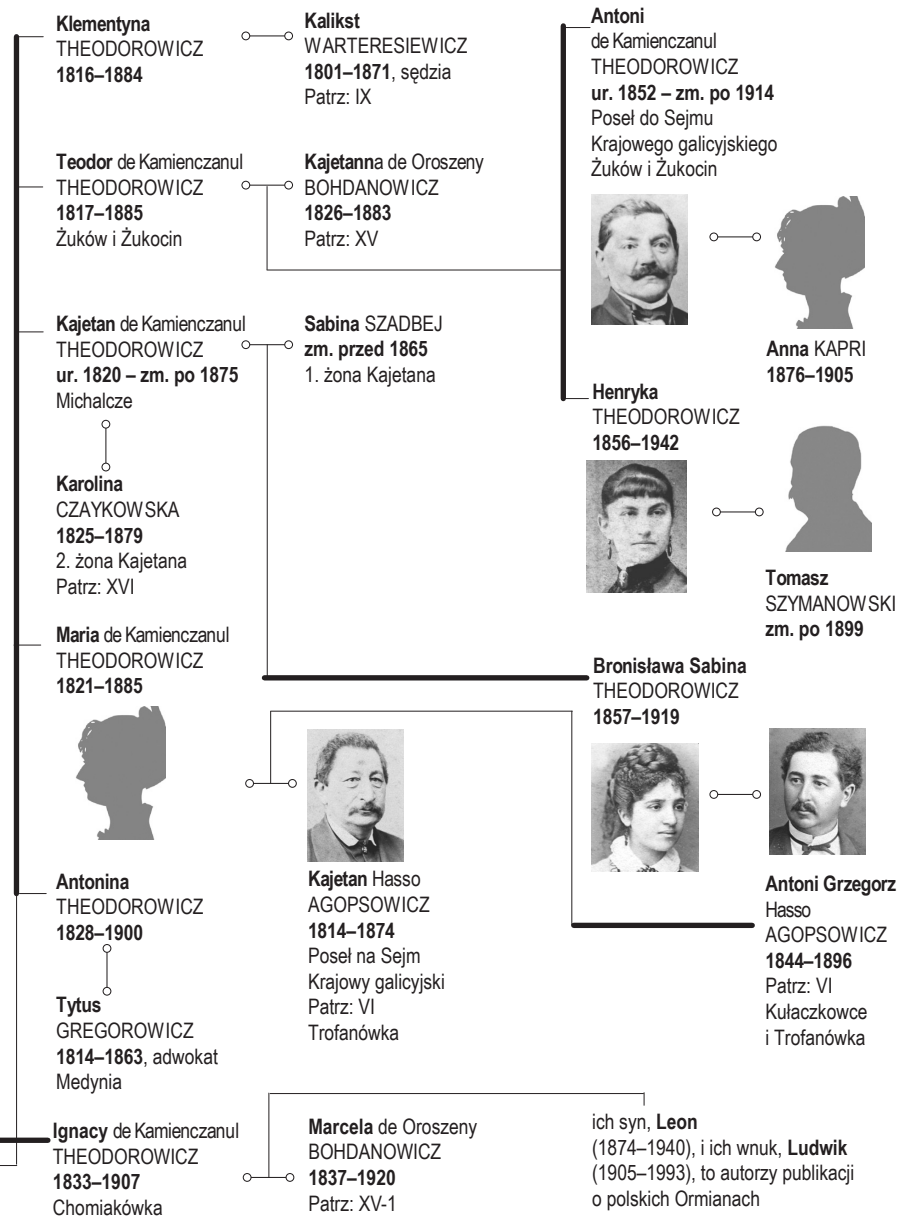 Klementyna
THEODOROWICZ
1816–1884
Kalikst
WARTERESIEWICZ
1801–1871, sędzia
Patrz: IX
Teodor de Kamienczanul
THEODOROWICZ
1817–1885
Żuków i Żukocin
Kajetanna de Oroszeny
BOHDANOWICZ
1826–1883
Patrz: XV
Antoni
de Kamienczanul
THEODOROWICZ
ur. 1852 – zm. po 1914
Poseł do Sejmu
Krajowego galicyjskiego
Żuków i Żukocin
Anna KAPRI
1876–1905
Henryka
THEODOROWICZ
1856–1942
Tomasz
SZYMANOWSKI
zm. po 1899
Kajetan de Kamienczanul
THEODOROWICZ
ur. 1820 – zm. po 1875
Michalcze
Sabina SZADBEJ
zm. przed 1865
1. żona Kajetana
Karolina
CZAYKOWSKA
1825–1879
2. żona Kajetana
Patrz: XVI
Bronisława Sabina
THEODOROWICZ
1857–1919
Maria de Kamienczanul
THEODOROWICZ
1821–1885
Kajetan Hasso
AGOPSOWICZ
1814–1874
Poseł na Sejm
Krajowy galicyjski
Patrz: VI
Trofanówka
Antoni Grzegorz
Hasso
AGOPSOWICZ
1844–1896
Patrz: VI
Kułaczkowce
i Trofanówka
Antonina
THEODOROWICZ
1828–1900
Tytus
GREGOROWICZ
1814–1863, adwokat
Medynia
Ignacy de Kamienczanul
THEODOROWICZ
1833–1907
Chomiakówka
Marcela de Oroszeny
BOHDANOWICZ
1837–1920
Patrz: XV-1
ich syn, Leon
(1874–1940), i ich wnuk, Ludwik
(1905–1993), to autorzy publikacji
o polskich Ormianach